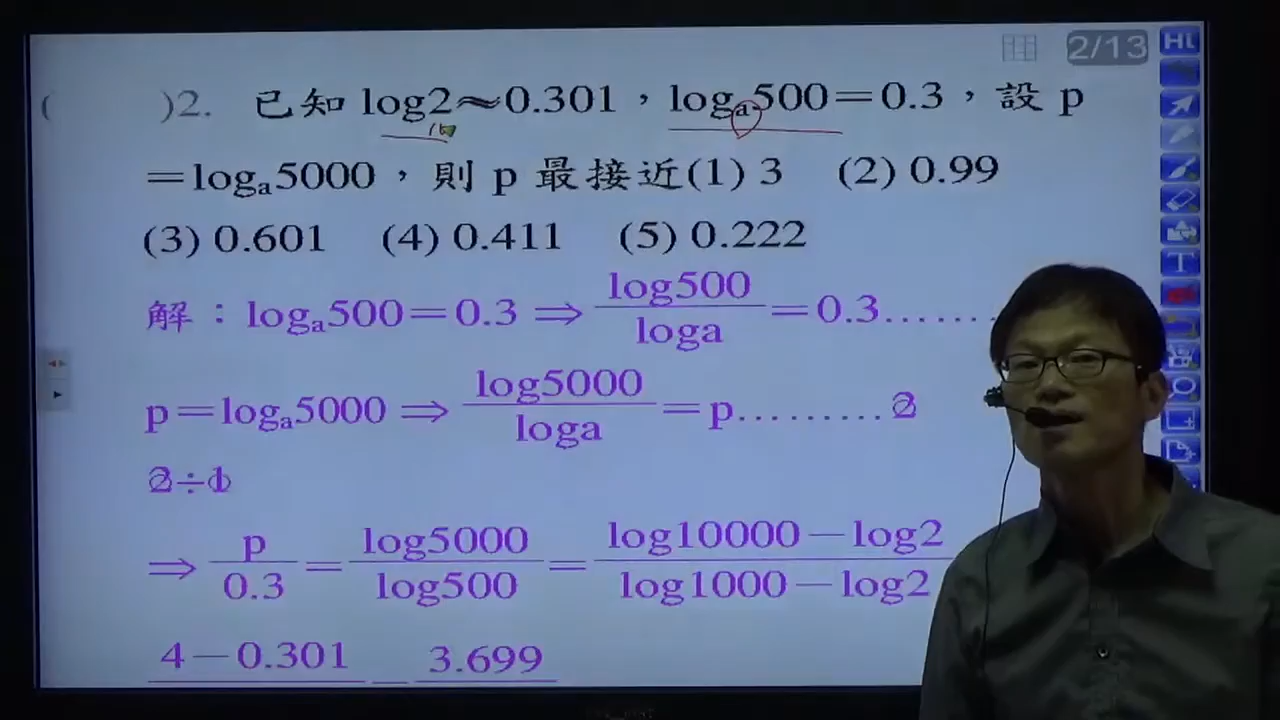 2/13
( )2. 已知 log2≈0.301，logₐ500＝0.3，設 p
＝logₐ5000，則 p 最接近(1) 3 (2) 0.99
(3) 0.601 (4) 0.411 (5) 0.222
解：logₐ500＝0.3 ⇒ log500/loga ＝0.3.......
p＝logₐ5000 ⇒ log5000/loga ＝p.........②
②÷①
⇒ p/0.3 ＝ log5000/log500 ＝ log10000－log2/log1000－log2
4－0.301 3.699